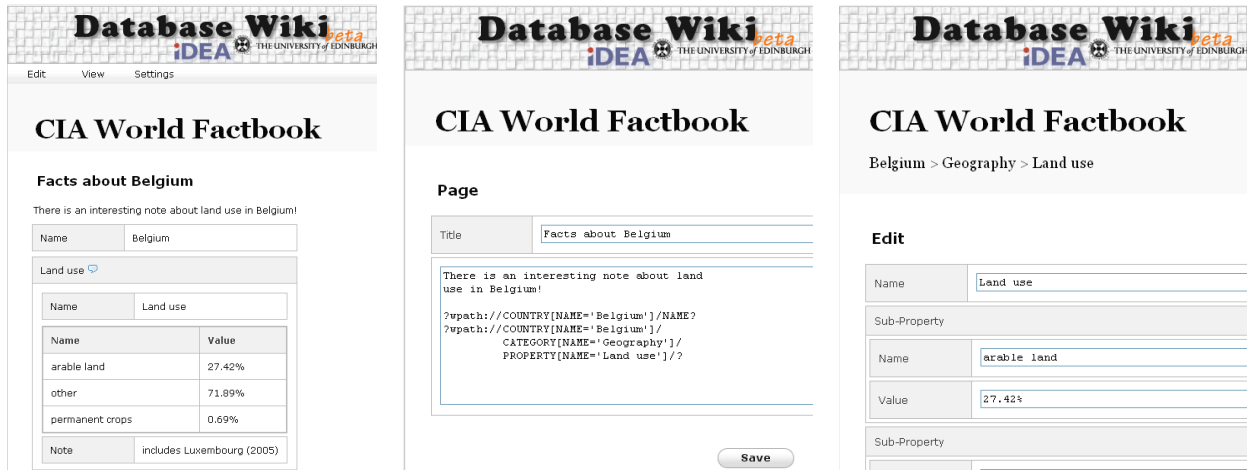 Database Wiki
beta
iDEA THE UNIVERSITY of EDINBURGH
Edit View Settings
CIA World Factbook
Facts about Belgium
There is an interesting note about land use in Belgium!
Name Belgium
Land use
Name Land use
Name Value
arable land 27.42%
other 71.89%
permanent crops 0.69%
Note includes Luxembourg (2005)
Database Wiki
beta
iDEA THE UNIVERSITY of EDINBURGH
CIA World Factbook
Page
Title Facts about Belgium
There is an interesting note about land
use in Belgium!
?wpath://COUNTRY[NAME='Belgium']/NAME?
?wpath://COUNTRY[NAME='Belgium']/
CATEGORY[NAME='Geography']/
PROPERTY[NAME='Land use']/?
Save
Database Wiki
beta
iDEA THE UNIVERSITY of EDINBURGH
CIA World Factbook
Belgium > Geography > Land use
Edit
Name Land use
Sub-Property
Name arable land
Value 27.42%
Sub-Property